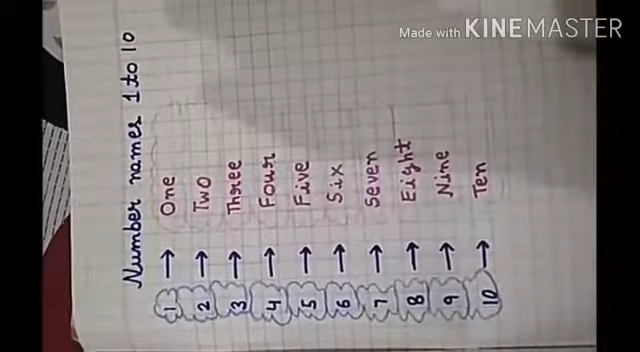 Made with KINEMASTER
Number names 1 to 10
1 → One
2 → Two
3 → Three
4 → Four
5 → Five
6 → Six
7 → Seven
8 → Eight
9 → Nine
10 → Ten